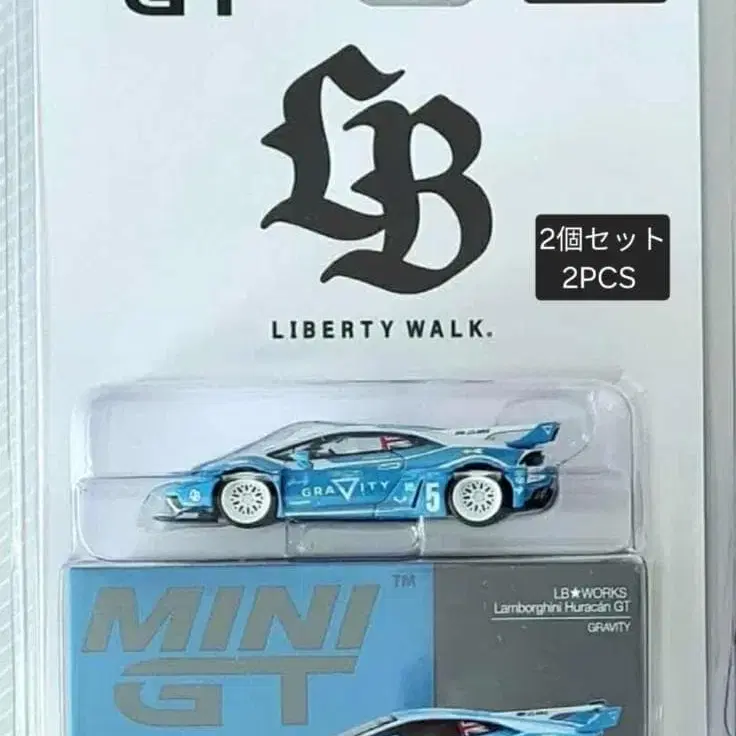 GT
LB
LIBERTY WALK.
2個セット
2PCS
GRAVITY
5
MINI GT™
LB★WORKS
Lamborghini Huracán GT
GRAVITY